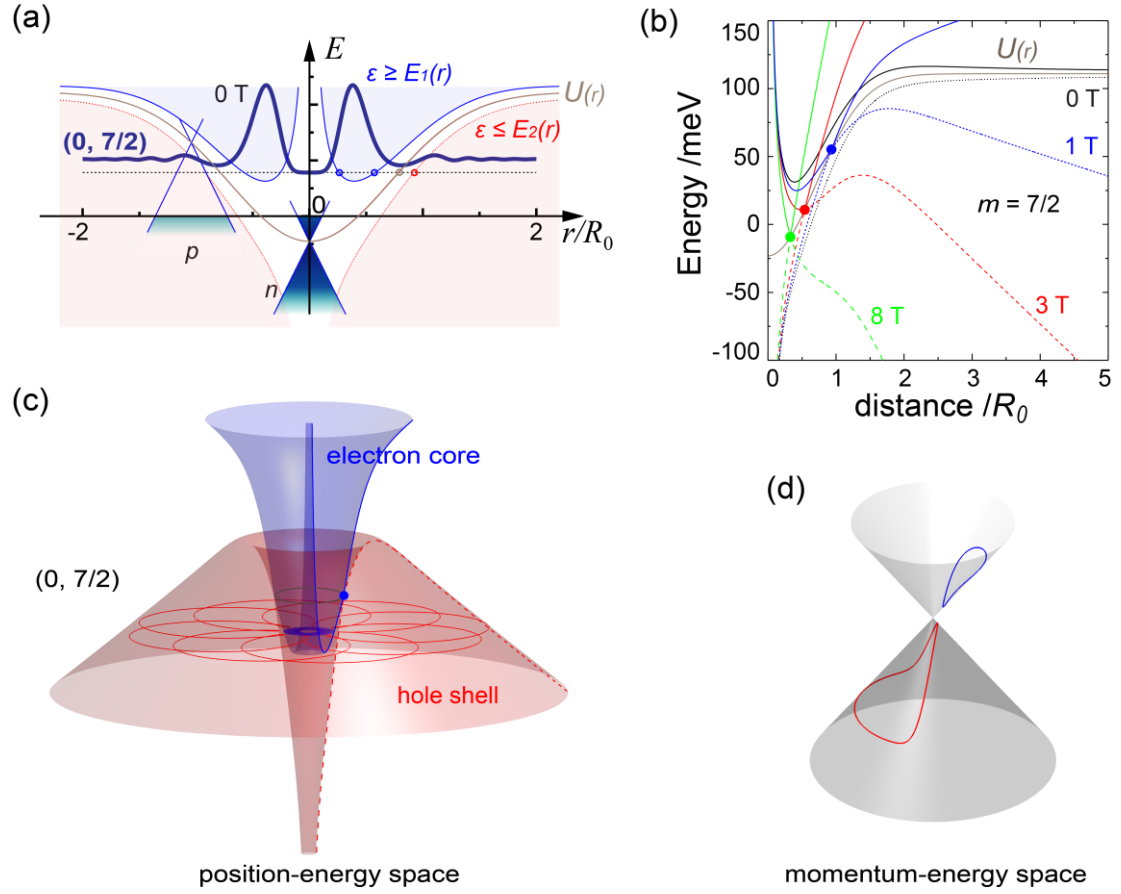 (a)
E
ε ≥ E₁(r)
0 T
U(r)
(0, 7/2)
ε ≤ E₂(r)
0
-2
2
r/R₀
p
n
(b)
150
100
50
0
-50
-100
Energy /meV
U(r)
0 T
1 T
m = 7/2
3 T
8 T
0
1
2
3
4
5
distance /R₀
(c)
electron core
(0, 7/2)
hole shell
position-energy space
(d)
momentum-energy space